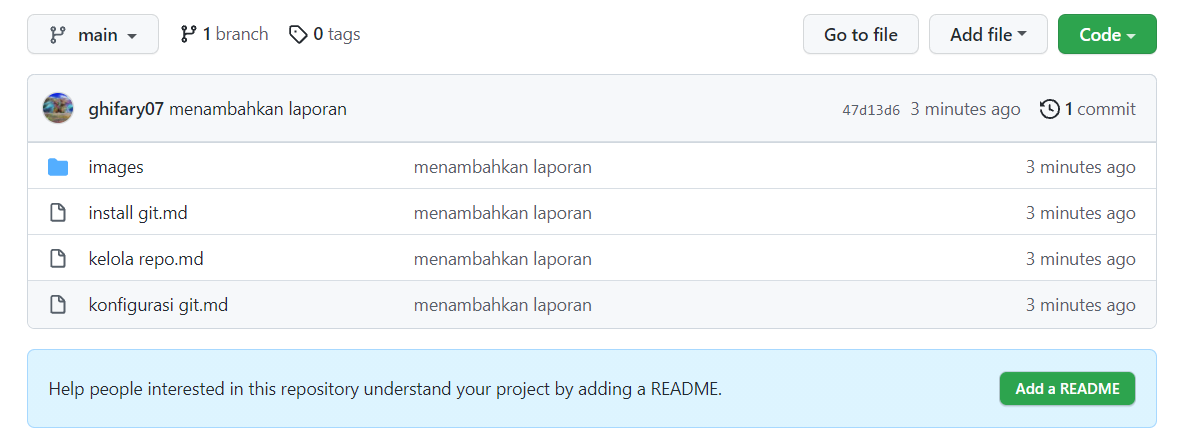 main 1 branch 0 tags Go to file Add file Code
ghifary07 menambahkan laporan 47d13d6 3 minutes ago 1 commit
images menambahkan laporan 3 minutes ago
install git.md menambahkan laporan 3 minutes ago
kelola repo.md menambahkan laporan 3 minutes ago
konfigurasi git.md menambahkan laporan 3 minutes ago
Help people interested in this repository understand your project by adding a README. Add a README